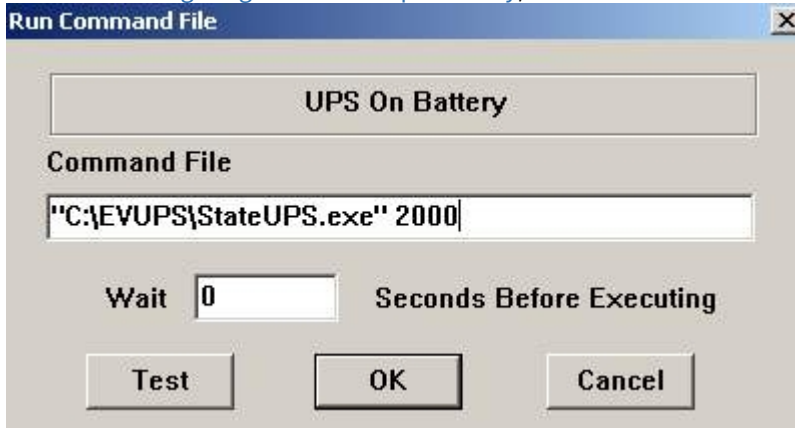 Run Command File
UPS On Battery
Command File
"C:\EVUPS\StateUPS.exe" 2000
Wait 0 Seconds Before Executing
Test OK Cancel